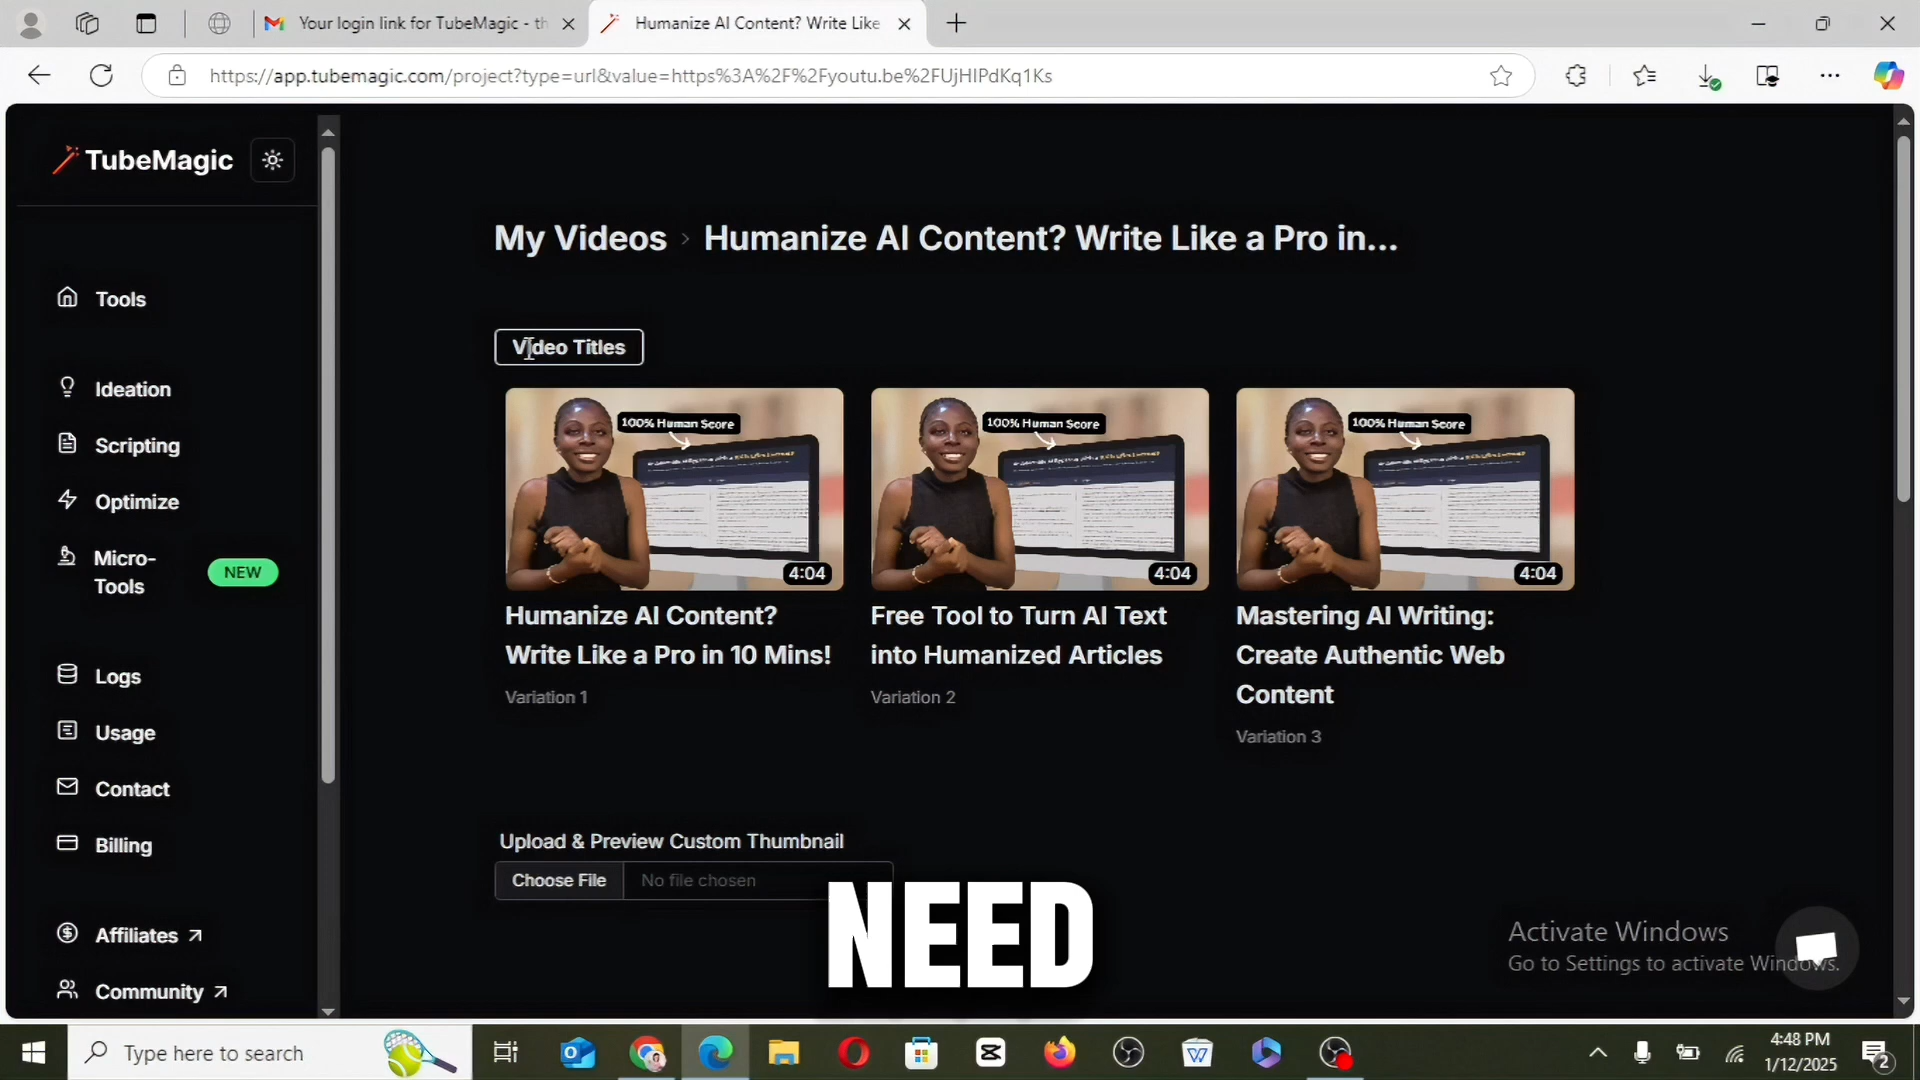 Your login link for TubeMagic - th
Humanize AI Content? Write Like
https://app.tubemagic.com/project?type=url&value=https%3A%2F%2Fyoutu.be%2FUjHIPdKq1Ks
TubeMagic
My Videos › Humanize AI Content? Write Like a Pro in...
Tools
Ideation
Scripting
Optimize
Micro-
Tools
NEW
Logs
Usage
Contact
Billing
Affiliates
Community
Video Titles
100% Human Score
4:04
Humanize AI Content?
Write Like a Pro in 10 Mins!
Variation 1
100% Human Score
4:04
Free Tool to Turn AI Text
into Humanized Articles
Variation 2
100% Human Score
4:04
Mastering AI Writing:
Create Authentic Web
Content
Variation 3
Upload & Preview Custom Thumbnail
Choose File
No file chosen
NEED
Activate Windows
Go to Settings to activate Windows.
Type here to search
4:48 PM
1/12/2025
2